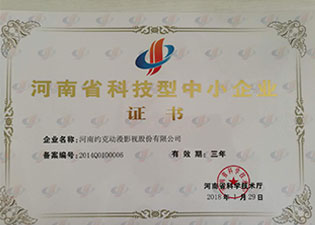 河南省科技型中小企业
证书
企业名称:河南约克动漫影视股份有限公司
备案编号:2014Q0100006
有效期:三年
河南省科学技术厅
2018年1月29日